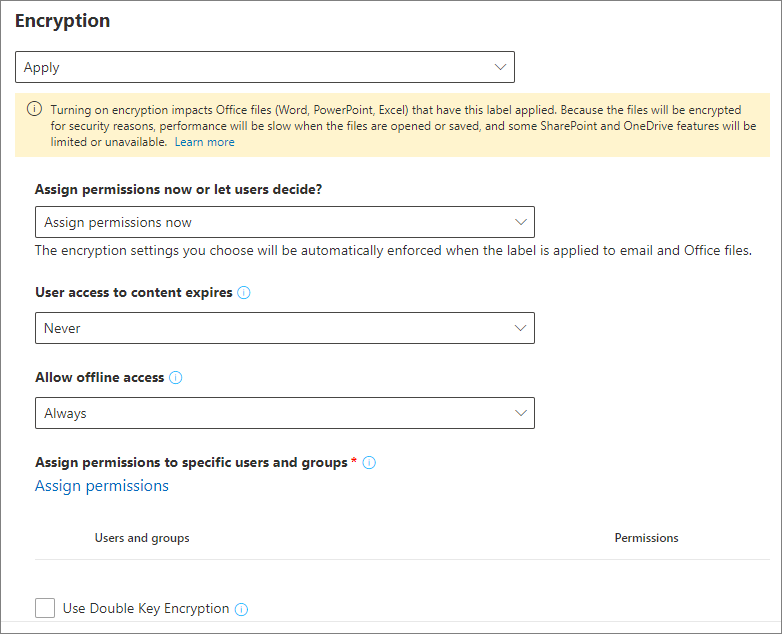 Encryption
Apply
Turning on encryption impacts Office files (Word, PowerPoint, Excel) that have this label applied. Because the files will be encrypted
for security reasons, performance will be slow when the files are opened or saved, and some SharePoint and OneDrive features will be
limited or unavailable. Learn more
Assign permissions now or let users decide?
Assign permissions now
The encryption settings you choose will be automatically enforced when the label is applied to email and Office files.
User access to content expires
Never
Allow offline access
Always
Assign permissions to specific users and groups *
Assign permissions
Users and groups Permissions
Use Double Key Encryption